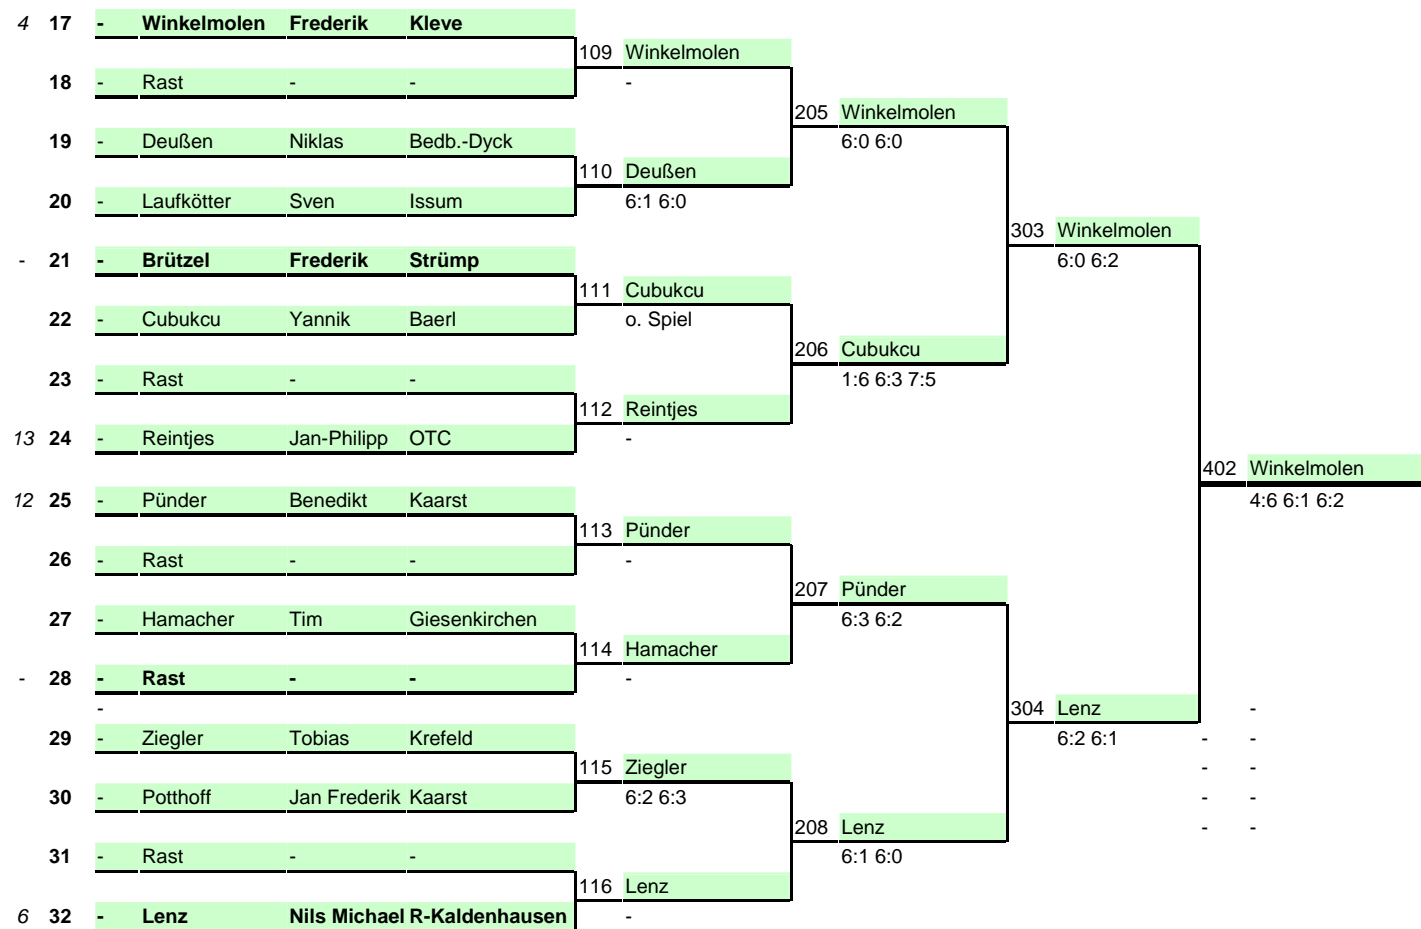 4 17 - Winkelmolen Frederik Kleve
109 Winkelmolen
18 - Rast - - -
205 Winkelmolen
19 - Deußen Niklas Bedb.-Dyck 6:0 6:0
110 Deußen
20 - Laufkötter Sven Issum 6:1 6:0
303 Winkelmolen
- 21 - Brützel Frederik Strümp 6:0 6:2
111 Cubukcu
22 - Cubukcu Yannik Baerl o. Spiel
206 Cubukcu
23 - Rast - - 1:6 6:3 7:5
112 Reintjes
13 24 - Reintjes Jan-Philipp OTC -
402 Winkelmolen
12 25 - Pünder Benedikt Kaarst 4:6 6:1 6:2
113 Pünder
26 - Rast - - -
207 Pünder
27 - Hamacher Tim Giesenkirchen 6:3 6:2
114 Hamacher
- 28 - Rast - - -
- 304 Lenz -
29 - Ziegler Tobias Krefeld 6:2 6:1 - -
115 Ziegler - -
30 - Potthoff Jan Frederik Kaarst 6:2 6:3 - -
208 Lenz - -
31 - Rast - - 6:1 6:0
116 Lenz
6 32 - Lenz Nils Michael R-Kaldenhausen -